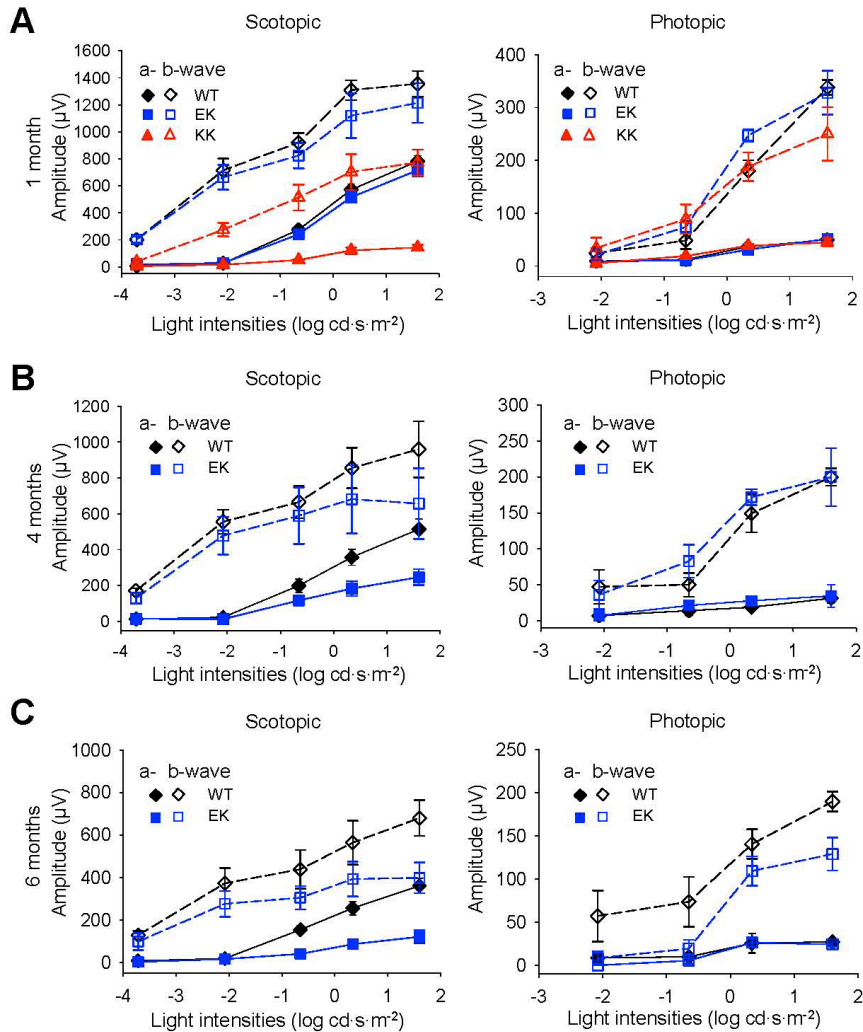 A
Scotopic
Photopic
1 month
Amplitude (µV)
1600
1400
1200
1000
800
600
400
200
0
a- b-wave
WT
EK
KK
-4 -3 -2 -1 0 1 2
Light intensities (log cd·s·m-²)
Amplitude (µV)
400
300
200
100
0
a- b-wave
WT
EK
KK
-3 -2 -1 0 1 2
Light intensities (log cd·s·m-²)
B
Scotopic
Photopic
4 months
Amplitude (µV)
1200
1000
800
600
400
200
0
a- b-wave
WT
EK
-4 -3 -2 -1 0 1 2
Light intensities (log cd·s·m-²)
Amplitude (µV)
300
250
200
150
100
50
0
a- b-wave
WT
EK
-3 -2 -1 0 1 2
Light intensities (log cd·s·m-²)
C
Scotopic
Photopic
6 months
Amplitude (µV)
1000
800
600
400
200
0
a- b-wave
WT
EK
-4 -3 -2 -1 0 1 2
Light intensities (log cd·s·m-²)
Amplitude (µV)
250
200
150
100
50
0
a- b-wave
WT
EK
-3 -2 -1 0 1 2
Light intensities (log cd·s·m-²)